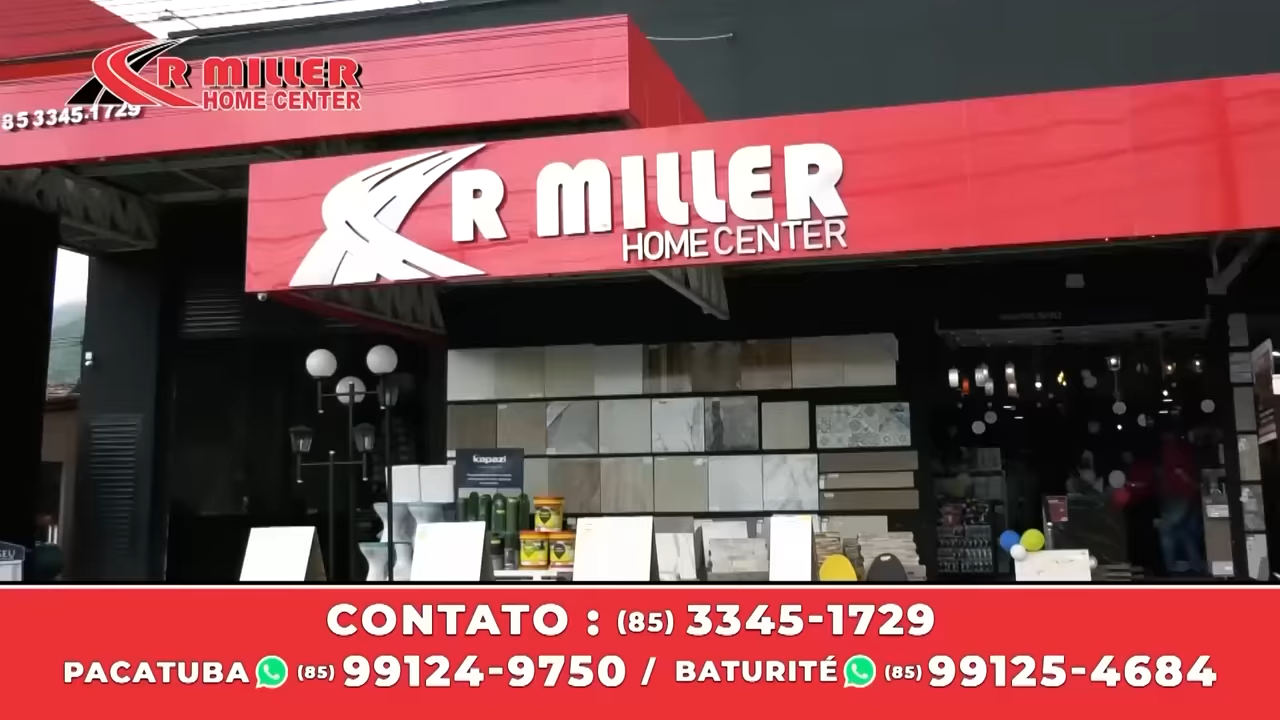 R MILLER
HOME CENTER
85 3345-1729
R MILLER
HOME CENTER
kapazi
CONTATO : (85) 3345-1729
PACATUBA (85) 99124-9750 / BATURITÉ (85) 99125-4684